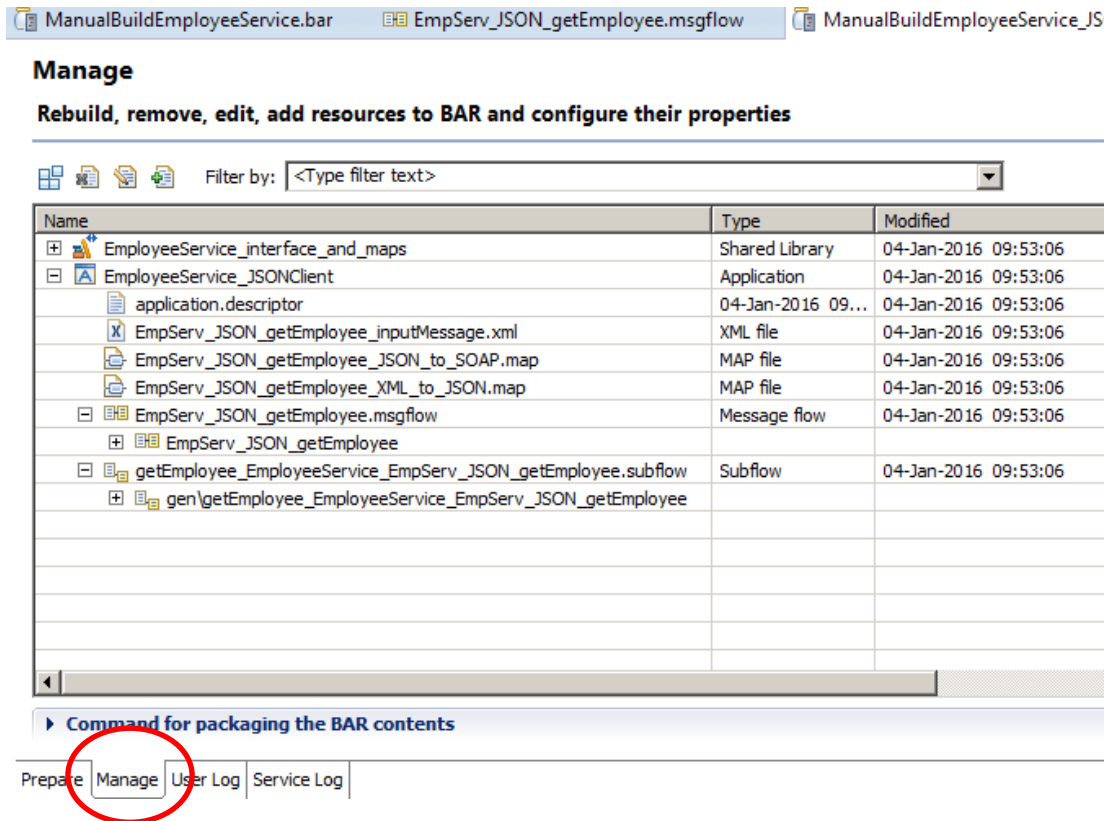 ManualBuildEmployeeService.bar EmpServ_JSON_getEmployee.msgflow ManualBuildEmployeeService_JS
Manage
Rebuild, remove, edit, add resources to BAR and configure their properties
Filter by: <Type filter text>
Name Type Modified
EmployeeService_interface_and_maps Shared Library 04-Jan-2016 09:53:06
EmployeeService_JSONClient Application 04-Jan-2016 09:53:06
application.descriptor 04-Jan-2016 09... 04-Jan-2016 09:53:06
EmpServ_JSON_getEmployee_inputMessage.xml XML file 04-Jan-2016 09:53:06
EmpServ_JSON_getEmployee_JSON_to_SOAP.map MAP file 04-Jan-2016 09:53:06
EmpServ_JSON_getEmployee_XML_to_JSON.map MAP file 04-Jan-2016 09:53:06
EmpServ_JSON_getEmployee.msgflow Message flow 04-Jan-2016 09:53:06
EmpServ_JSON_getEmployee
getEmployee_EmployeeService_EmpServ_JSON_getEmployee.subflow Subflow 04-Jan-2016 09:53:06
gen\getEmployee_EmployeeService_EmpServ_JSON_getEmployee
Command for packaging the BAR contents
Prepare Manage User Log Service Log